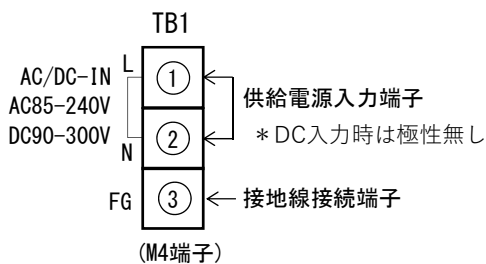 TB1
L
AC/DC-IN
AC85-240V
DC90-300V
N
①
②
供給電源入力端子
＊DC入力時は極性無し
FG
③
接地線接続端子
(M4端子)